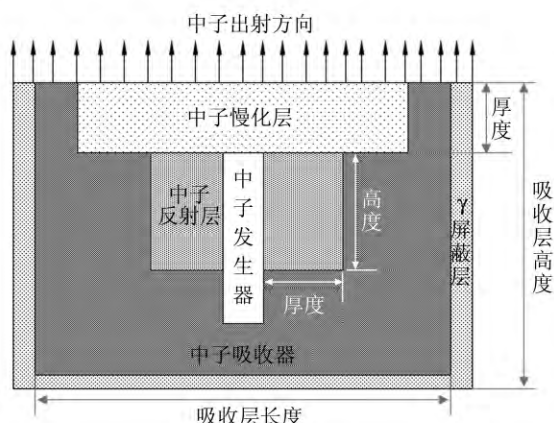 中子出射方向
中子慢化层
厚度
中子
反射层
中子发生器
高度
厚度
γ屏蔽层
吸收层高度
中子吸收器
吸收层长度